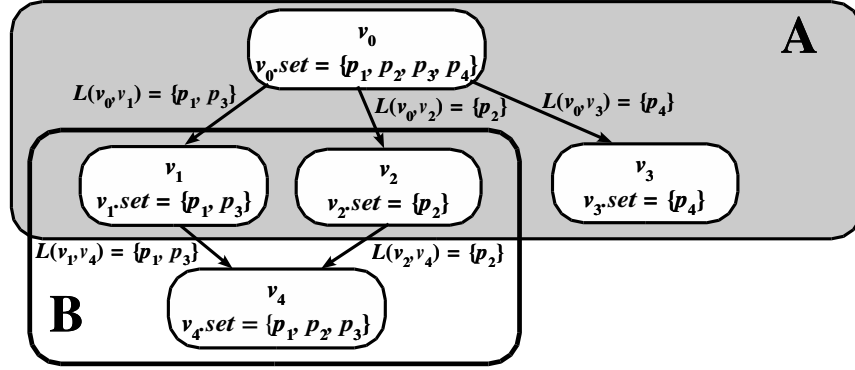 v0
A
v0.set = {p1, p2, p3, p4}
L(v0,v1) = {p1, p3}
L(v0,v2) = {p2}
L(v0,v3) = {p4}
v1
v1.set = {p1, p3}
v2
v2.set = {p2}
v3
v3.set = {p4}
L(v1,v4) = {p1, p3}
L(v2,v4) = {p2}
B
v4
v4.set = {p1, p2, p3}